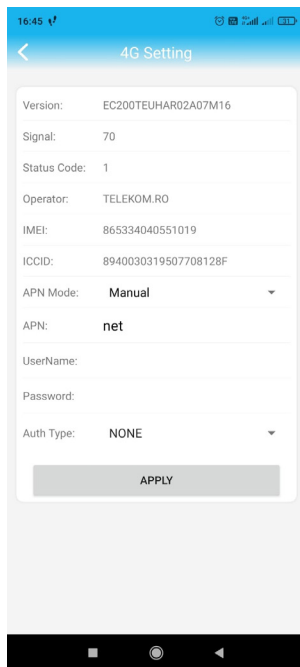 16:45
4G Setting
Version: EC200TEUHAR02A07M16
Signal: 70
Status Code: 1
Operator: TELEKOM.RO
IMEI: 865334040551019
ICCID: 8940030319507708128F
APN Mode: Manual
APN: net
UserName:
Password:
Auth Type: NONE
APPLY